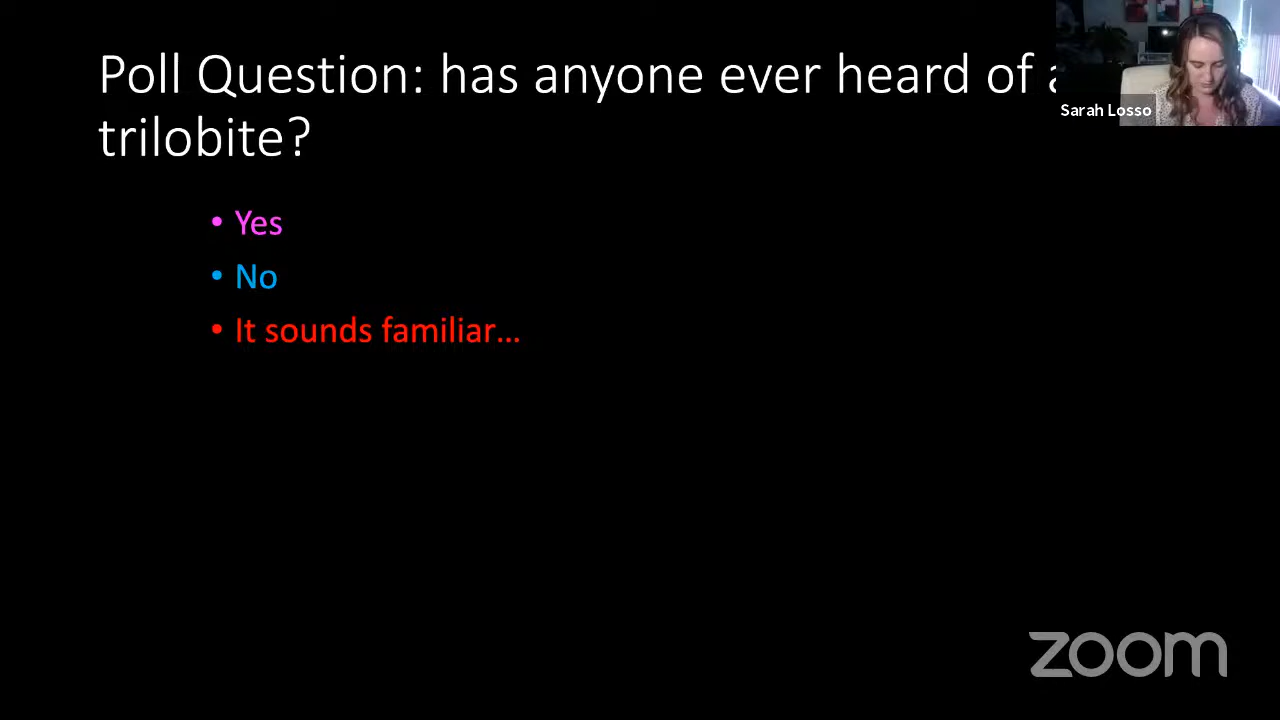 Poll Question: has anyone ever heard of a
trilobite?
Sarah Losso
• Yes
• No
• It sounds familiar…
zoom